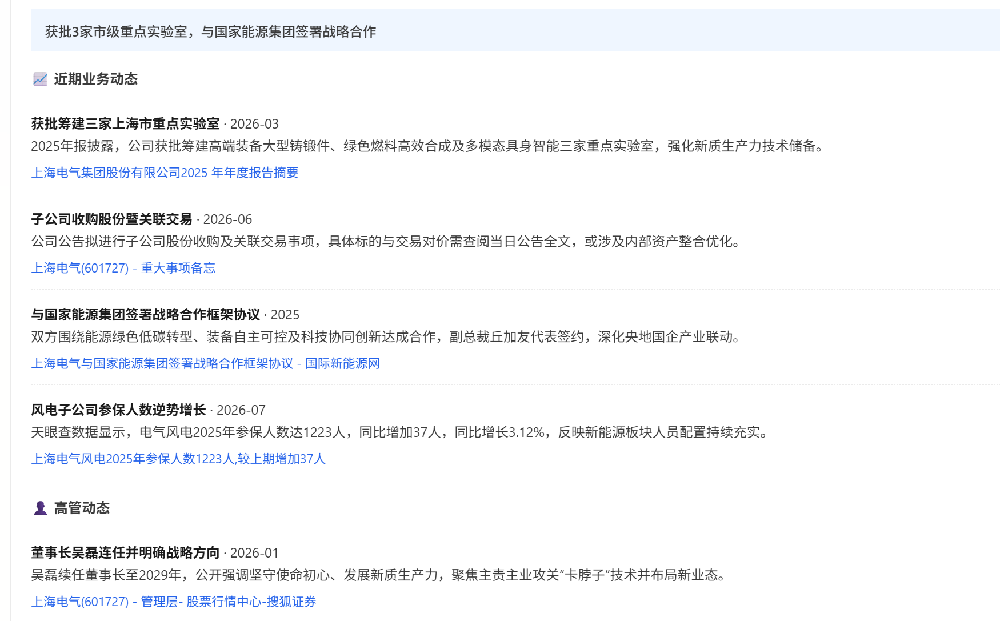 获批3家市级重点实验室，与国家能源集团签署战略合作
近期业务动态
获批筹建三家上海市重点实验室 · 2026-03
2025年报披露，公司获批筹建高端装备大型铸锻件、绿色燃料高效合成及多模态具身智能三家重点实验室，强化新质生产力技术储备。
上海电气集团股份有限公司2025 年年度报告摘要
子公司收购股份暨关联交易 · 2026-06
公司公告拟进行子公司股份收购及关联交易事项，具体标的与交易对价需查阅当日公告全文，或涉及内部资产整合优化。
上海电气(601727) - 重大事项备忘
与国家能源集团签署战略合作框架协议 · 2025
双方围绕能源绿色低碳转型、装备自主可控及科技协同创新达成合作，副总裁丘加友代表签约，深化央地国企产业联动。
上海电气与国家能源集团签署战略合作框架协议 - 国际新能源网
风电子公司参保人数逆势增长 · 2026-07
天眼查数据显示，电气风电2025年参保人数达1223人，同比增加37人，同比增长3.12%，反映新能源板块人员配置持续充实。
上海电气风电2025年参保人数1223人,较上期增加37人
高管动态
董事长吴磊连任并明确战略方向 · 2026-01
吴磊续任董事长至2029年，公开强调坚守使命初心、发展新质生产力，聚焦主责主业攻关“卡脖子”技术并布局新业态。
上海电气(601727) - 管理层- 股票行情中心-搜狐证券